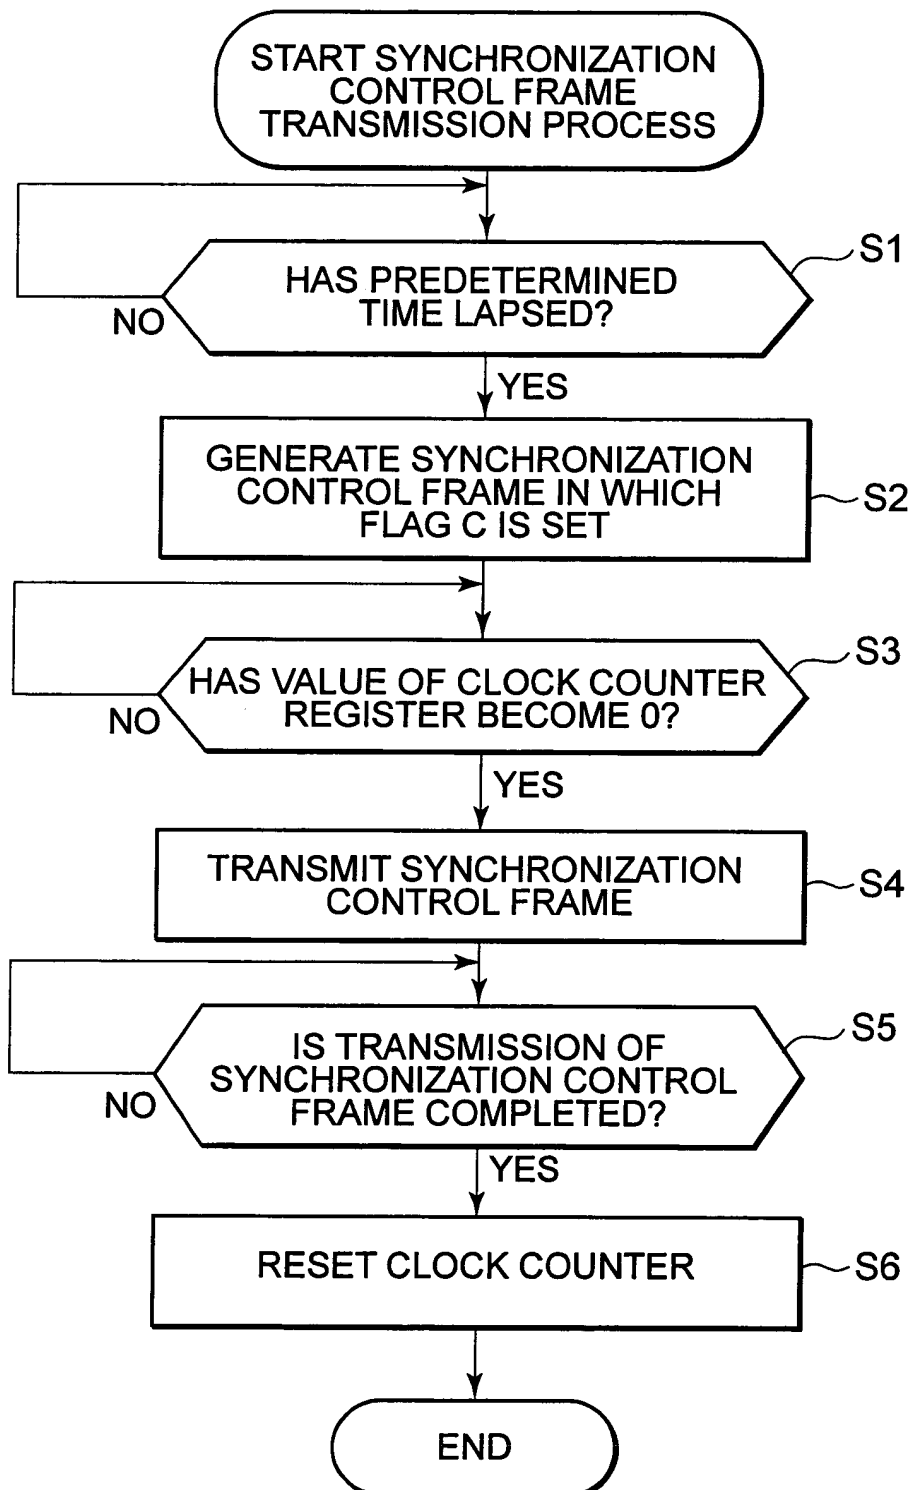 START SYNCHRONIZATION
CONTROL FRAME
TRANSMISSION PROCESS
S1
HAS PREDETERMINED
TIME LAPSED?
NO
YES
GENERATE SYNCHRONIZATION
CONTROL FRAME IN WHICH
FLAG C IS SET
S2
S3
HAS VALUE OF CLOCK COUNTER
REGISTER BECOME 0?
NO
YES
TRANSMIT SYNCHRONIZATION
CONTROL FRAME
S4
S5
IS TRANSMISSION OF
SYNCHRONIZATION CONTROL
FRAME COMPLETED?
NO
YES
RESET CLOCK COUNTER
S6
END